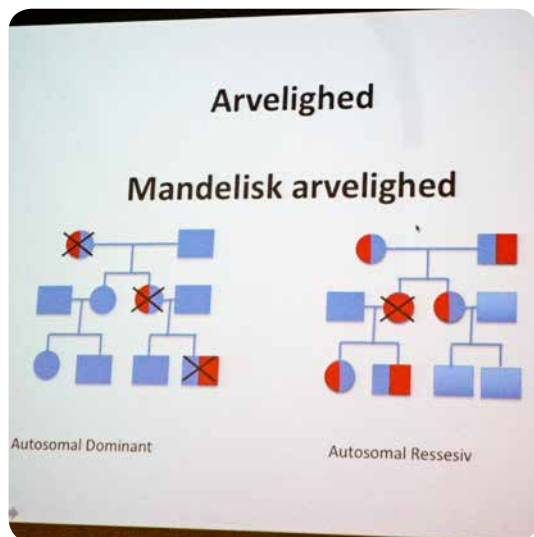 Arvelighed
Mandelisk arvelighed
Autosomal Dominant
Autosomal Ressesiv